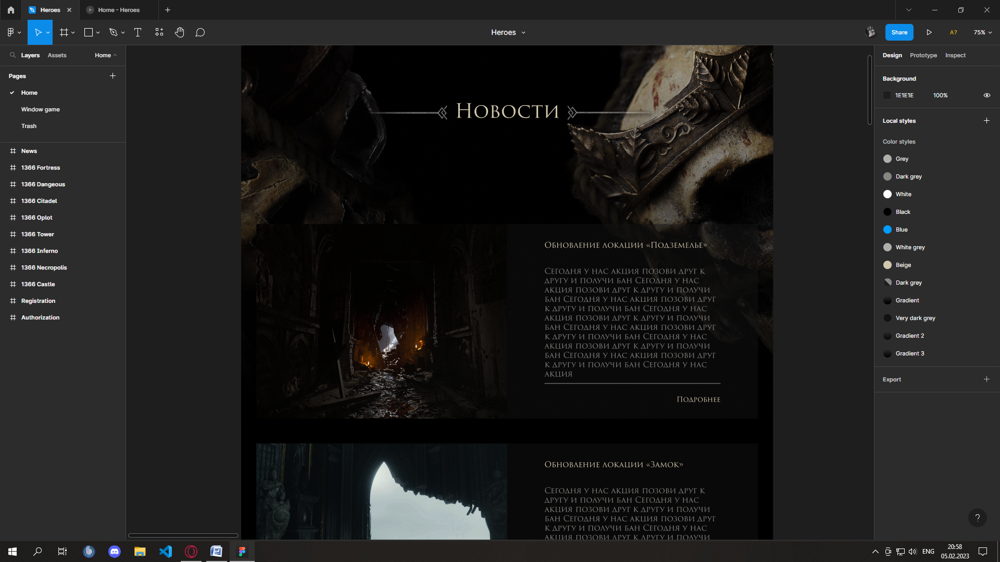 Heroes
Home - Heroes
Heroes
Share
A?
75%
Layers
Assets
Home
Pages
Home
Window game
Trash
News
1366 Fortress
1366 Dangeous
1366 Citadel
1366 Oplot
1366 Tower
1366 Inferno
1366 Necropolis
1366 Castle
Registration
Authorization
Новости
Обновление локации «Подземелье»
Сегодня у нас акция позови друг к
другу и получи бан Сегодня у нас
акция позови друг к другу и получи
бан Сегодня у нас акция позови друг
к другу и получи бан Сегодня у нас
акция позови друг к другу и получи
бан Сегодня у нас акция позови друг
к другу и получи бан Сегодня у нас
акция позови друг к другу и получи
бан Сегодня у нас акция позови друг
к другу и получи бан Сегодня у нас
акция
Подробнее
Обновление локации «Замок»
Сегодня у нас акция позови друг к
другу и получи бан Сегодня у нас
акция позови друг к другу и получи
бан Сегодня у нас акция позови друг
к другу и получи бан Сегодня у нас
акция позови друг к другу и получи
Design
Prototype
Inspect
Background
1E1E1E
100%
Local styles
Color styles
Grey
Dark grey
White
Black
Blue
White grey
Beige
Dark grey
Gradient
Very dark grey
Gradient 2
Gradient 3
Export
?
ENG
20:58
05.02.2023